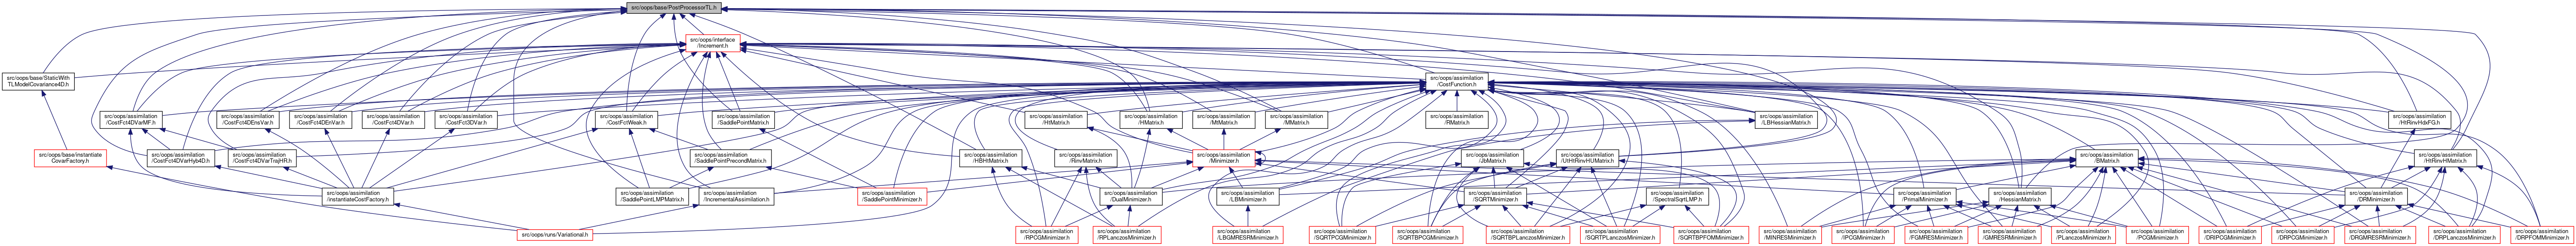 src/oops/base/PostProcessorTL.h
src/oops/interface
/Increment.h
src/oops/base/StaticWith
TLModelCovariance4D.h
src/oops/assimilation
/CostFunction.h
src/oops/assimilation
/CostFct4DVarMF.h
src/oops/assimilation
/CostFct4DEnsVar.h
src/oops/assimilation
/CostFct4DEnVar.h
src/oops/assimilation
/CostFct4DVar.h
src/oops/assimilation
/CostFct3DVar.h
src/oops/assimilation
/CostFctWeak.h
src/oops/assimilation
/SaddlePointMatrix.h
src/oops/assimilation
/HtMatrix.h
src/oops/assimilation
/HMatrix.h
src/oops/assimilation
/MtMatrix.h
src/oops/assimilation
/MMatrix.h
src/oops/assimilation
/RMatrix.h
src/oops/assimilation
/LBHessianMatrix.h
src/oops/assimilation
/HtRinvHdxFG.h
src/oops/base/instantiate
CovarFactory.h
src/oops/assimilation
/CostFct4DVarHyb4D.h
src/oops/assimilation
/CostFct4DVarTrajHR.h
src/oops/assimilation
/SaddlePointPrecondMatrix.h
src/oops/assimilation
/HBHtMatrix.h
src/oops/assimilation
/RinvMatrix.h
src/oops/assimilation
/Minimizer.h
src/oops/assimilation
/UbMatrix.h
src/oops/assimilation
/UtHtRinvHUMatrix.h
src/oops/assimilation
/BMatrix.h
src/oops/assimilation
/HtRinvHMatrix.h
src/oops/assimilation
/instantiateCostFactory.h
src/oops/assimilation
/SaddlePointLMPMatrix.h
src/oops/assimilation
/IncrementalAssimilation.h
src/oops/assimilation
/SaddlePointMinimizer.h
src/oops/assimilation
/DualMinimizer.h
src/oops/assimilation
/LBMinimizer.h
src/oops/assimilation
/SQRTMinimizer.h
src/oops/assimilation
/SpectralSqrtLMP.h
src/oops/assimilation
/PrimalMinimizer.h
src/oops/assimilation
/HessianMatrix.h
src/oops/assimilation
/DRMinimizer.h
src/oops/runs/Variational.h
src/oops/assimilation
/RPCGMinimizer.h
src/oops/assimilation
/RPLanczosMinimizer.h
src/oops/assimilation
/LBGMRESRMinimizer.h
src/oops/assimilation
/SQRTPCGMinimizer.h
src/oops/assimilation
/SQRTBPCGMinimizer.h
src/oops/assimilation
/SQRTBPLanczosMinimizer.h
src/oops/assimilation
/SQRTPLanczosMinimizer.h
src/oops/assimilation
/SQRTBPFOMMinimizer.h
src/oops/assimilation
/MINRESMinimizer.h
src/oops/assimilation
/IPCGMinimizer.h
src/oops/assimilation
/FGMRESMinimizer.h
src/oops/assimilation
/GMRESRMinimizer.h
src/oops/assimilation
/PLanczosMinimizer.h
src/oops/assimilation
/PCGMinimizer.h
src/oops/assimilation
/DRIPCGMinimizer.h
src/oops/assimilation
/DRPCGMinimizer.h
src/oops/assimilation
/DRGMRESRMinimizer.h
src/oops/assimilation
/DRPLanczosMinimizer.h
src/oops/assimilation
/DRPFOMMinimizer.h